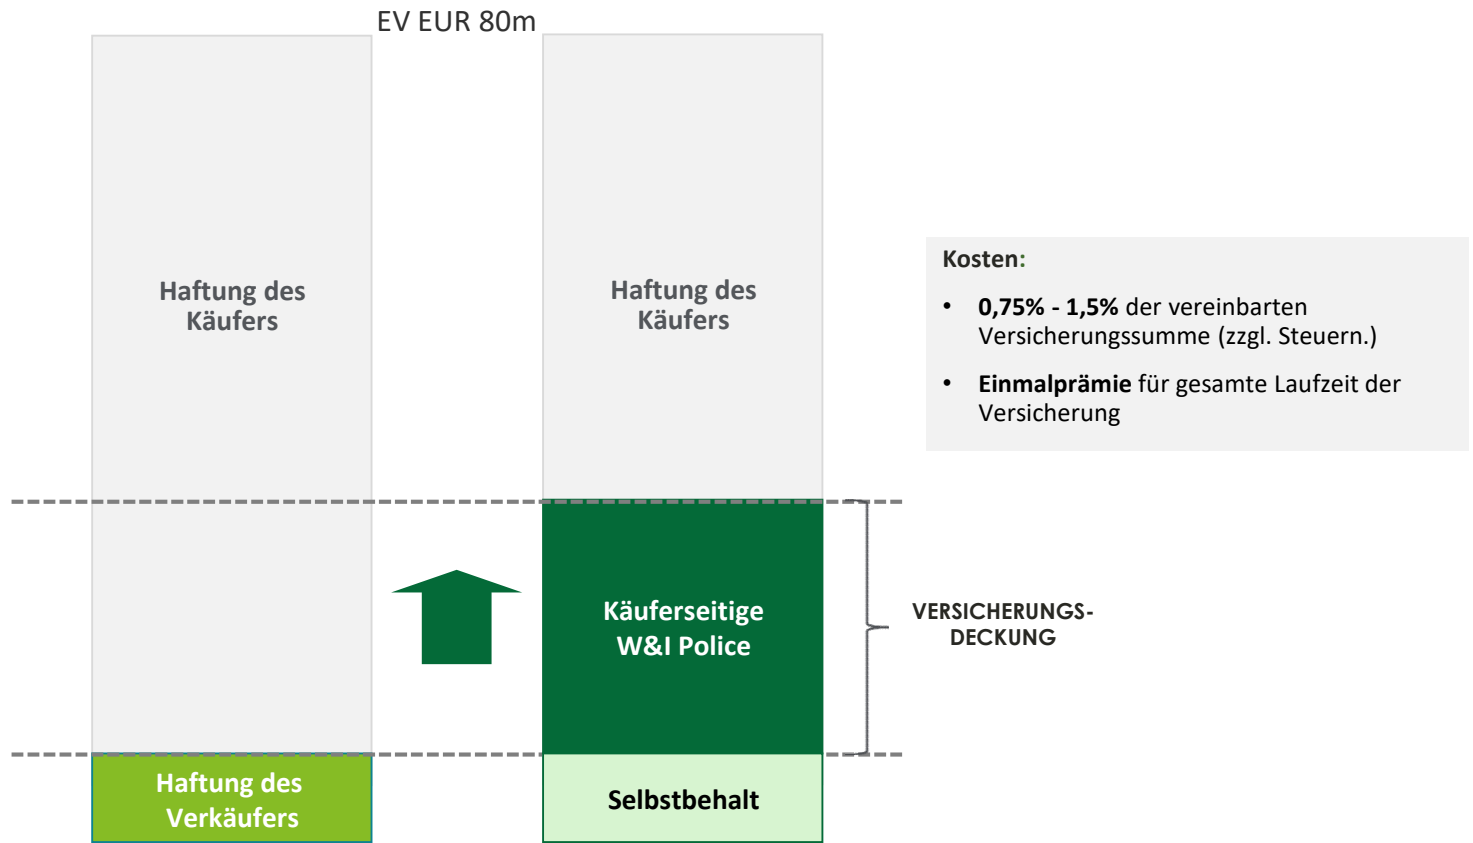 EV EUR 80m
Haftung des
Käufers
Haftung des
Käufers
Kosten:
• 0,75% - 1,5% der vereinbarten
Versicherungssumme (zzgl. Steuern.)
• Einmalprämie für gesamte Laufzeit der
Versicherung
Käuferseitige
W&I Police
VERSICHERUNGS-
DECKUNG
Haftung des
Verkäufers
Selbstbehalt